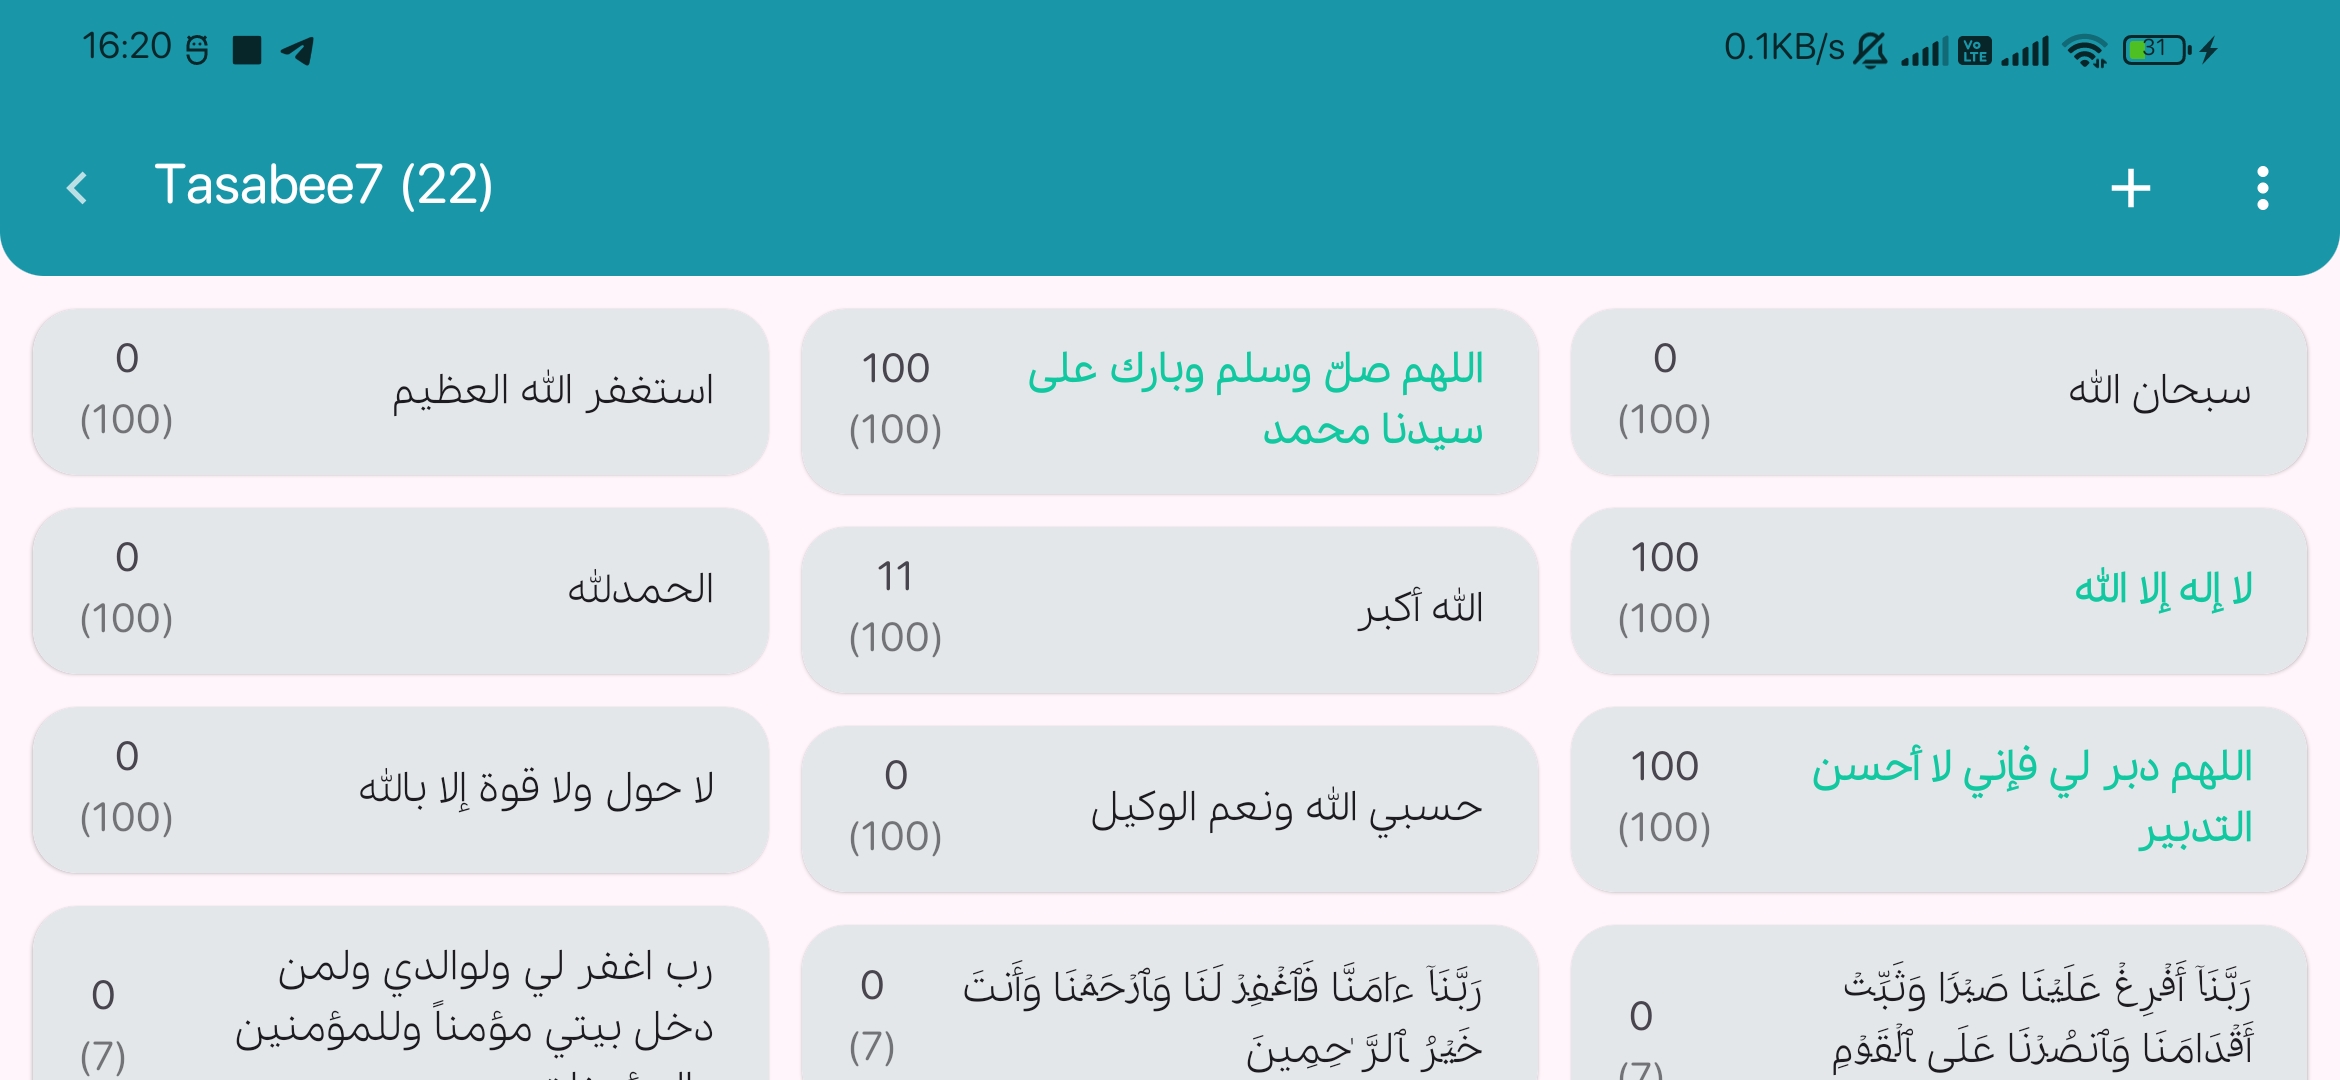 16:20
0.1KB/s
Vo LTE
31
Tasabee7 (22)
استغفر الله العظيم
0
(100)
اللهم صلّ وسلم وبارك على
سيدنا محمد
100
(100)
سبحان الله
0
(100)
الحمدلله
0
(100)
الله أكبر
11
(100)
لا إله إلا الله
100
(100)
لا حول ولا قوة إلا بالله
0
(100)
حسبي الله ونعم الوكيل
0
(100)
اللهم دبر لي فإني لا أحسن
التدبير
100
(100)
رب اغفر لي ولوالدي ولمن
دخل بيتي مؤمناً وللمؤمنين
0
(7)
رَبَّنَآ ءَامَنَّا فَٱغْفِرْ لَنَا وَٱرْحَمْنَا وَأَنتَ
خَيْرُ ٱلرَّٰحِمِينَ
0
(7)
رَبَّنَآ أَفْرِغْ عَلَيْنَا صَبْرًا وَثَبِّتْ
أَقْدَامَنَا وَٱنصُرْنَا عَلَى ٱلْقَوْمِ
0
(7)